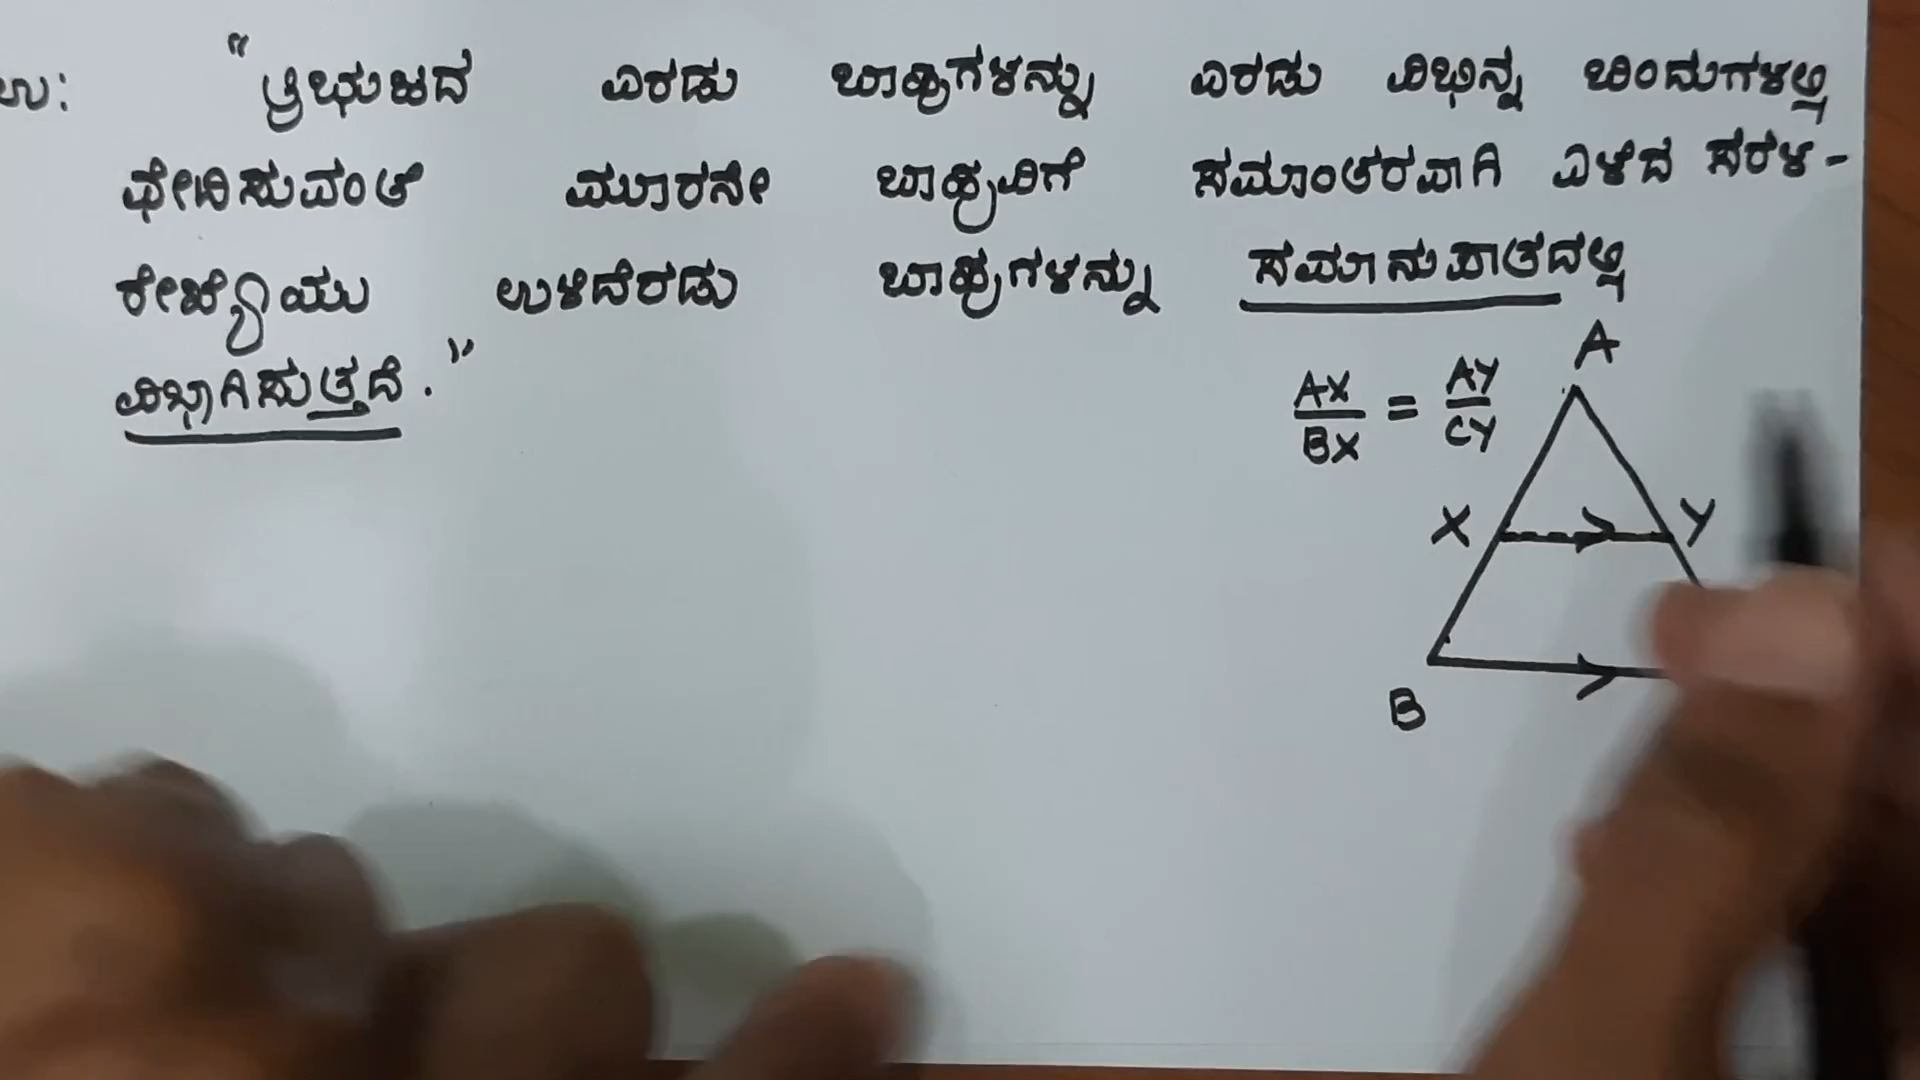 ಉ: "ತ್ರಿಭುಜದ ಎರಡು ಬಾಹುಗಳನ್ನು ಎರಡು ವಿಭಿನ್ನ ಬಿಂದುಗಳಲ್ಲಿ
ಛೇದಿಸುವಂತೆ ಮೂರನೇ ಬಾಹುವಿಗೆ ಸಮಾಂತರವಾಗಿ ಎಳೆದ ಸರಳ-
ರೇಖೆಯು ಉಳಿದೆರಡು ಬಾಹುಗಳನ್ನು ಸಮಾನುಪಾತದಲ್ಲಿ
ವಿಭಾಗಿಸುತ್ತದೆ."
AX/BX = AY/CY
A
X Y
B